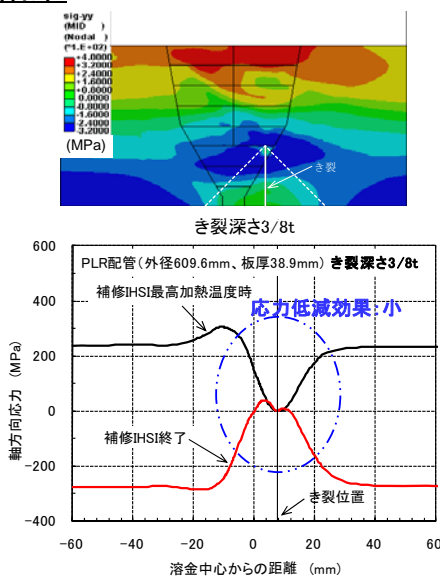 sig-yy
(MID )
(Nodal )
(*1.E+02)
+4.0000
+3.2000
+2.4000
+1.6000
+0.8000
0.0000
-0.8000
-1.6000
-2.4000
-3.2000
(MPa)
き裂
き裂深さ3/8t
PLR配管(外径609.6mm、板厚38.9mm) き裂深さ3/8t
補修IHSI最高加熱温度時
応力低減効果:小
補修IHSI終了
き裂位置
軸方向応力 (MPa)
600
400
200
0
-200
-400
-60 -40 -20 0 20 40 60
溶金中心からの距離 (mm)